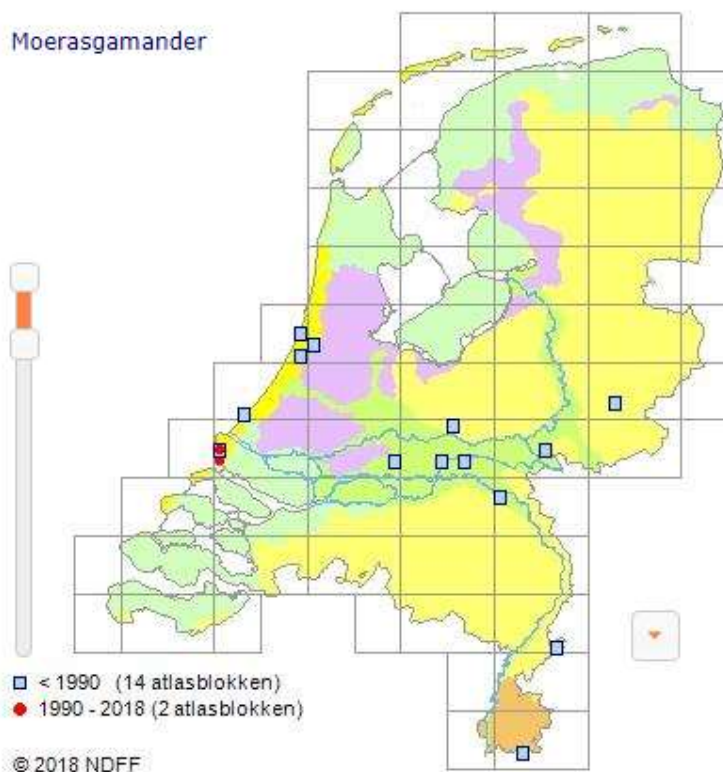 Moerasgamander
< 1990 (14 atlasblokken)
1990 - 2018 (2 atlasblokken)
© 2018 NDFF